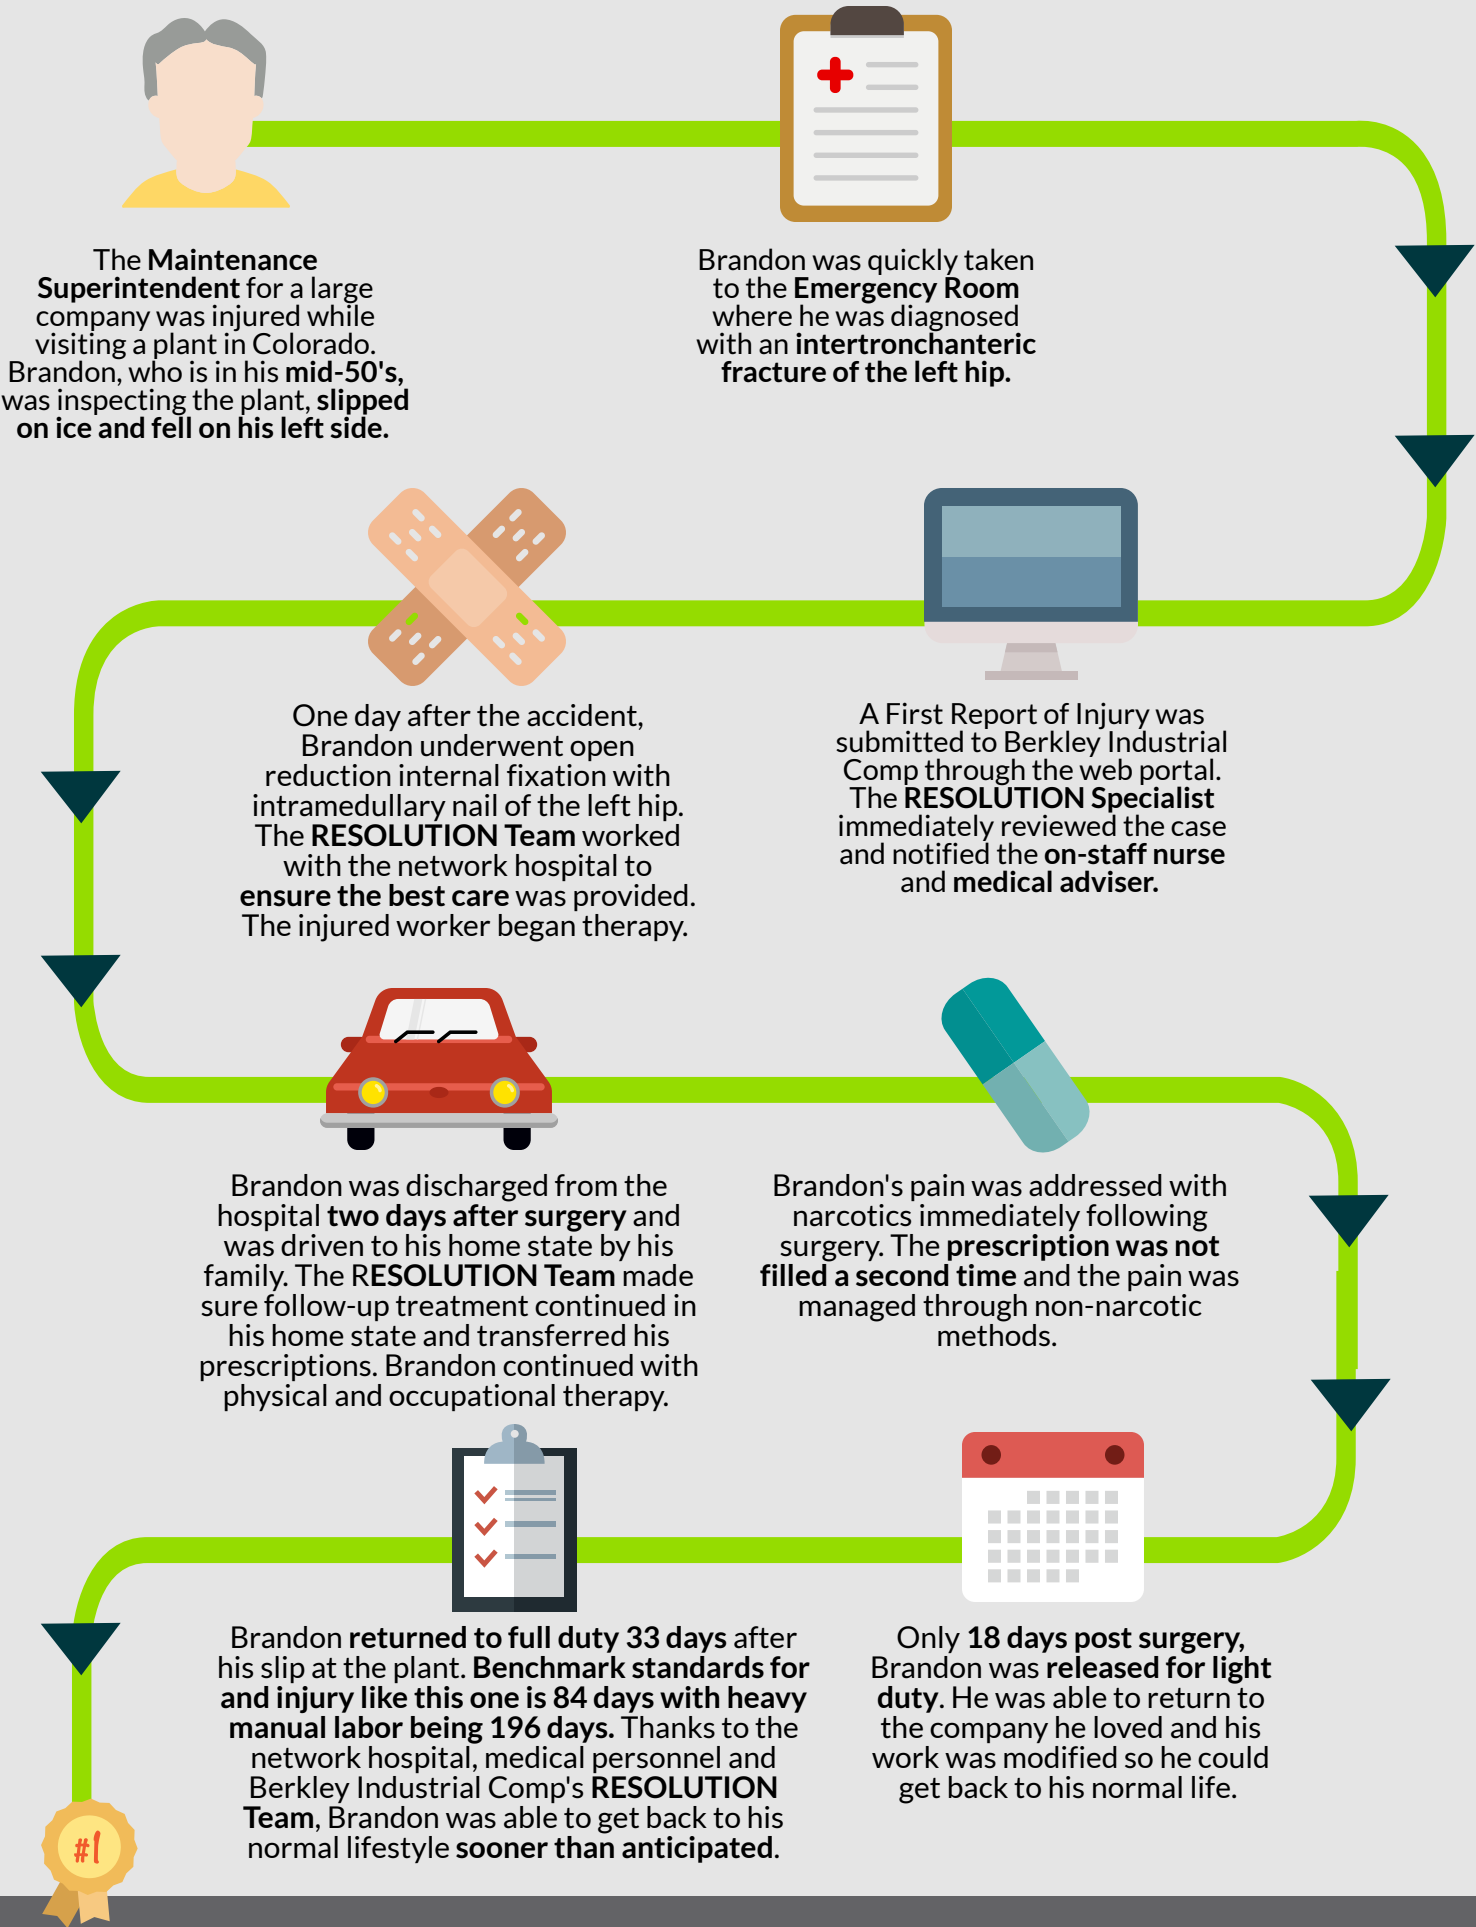 The Maintenance
Superintendent for a large
company was injured while
visiting a plant in Colorado.
Brandon, who is in his mid-50's,
was inspecting the plant, slipped
on ice and fell on his left side.
Brandon was quickly taken
to the Emergency Room
where he was diagnosed
with an intertronchanteric
fracture of the left hip.
A First Report of Injury was
submitted to Berkley Industrial
Comp through the web portal.
The RESOLUTION Specialist
immediately reviewed the case
and notified the on-staff nurse
and medical adviser.
One day after the accident,
Brandon underwent open
reduction internal fixation with
intramedullary nail of the left hip.
The RESOLUTION Team worked
with the network hospital to
ensure the best care was provided.
The injured worker began therapy.
Brandon was discharged from the
hospital two days after surgery and
was driven to his home state by his
family. The RESOLUTION Team made
sure follow-up treatment continued in
his home state and transferred his
prescriptions. Brandon continued with
physical and occupational therapy.
Brandon's pain was addressed with
narcotics immediately following
surgery. The prescription was not
filled a second time and the pain was
managed through non-narcotic
methods.
Only 18 days post surgery,
Brandon was released for light
duty. He was able to return to
the company he loved and his
work was modified so he could
get back to his normal life.
Brandon returned to full duty 33 days after
his slip at the plant. Benchmark standards for
and injury like this one is 84 days with heavy
manual labor being 196 days. Thanks to the
network hospital, medical personnel and
Berkley Industrial Comp's RESOLUTION
Team, Brandon was able to get back to his
normal lifestyle sooner than anticipated.
#1